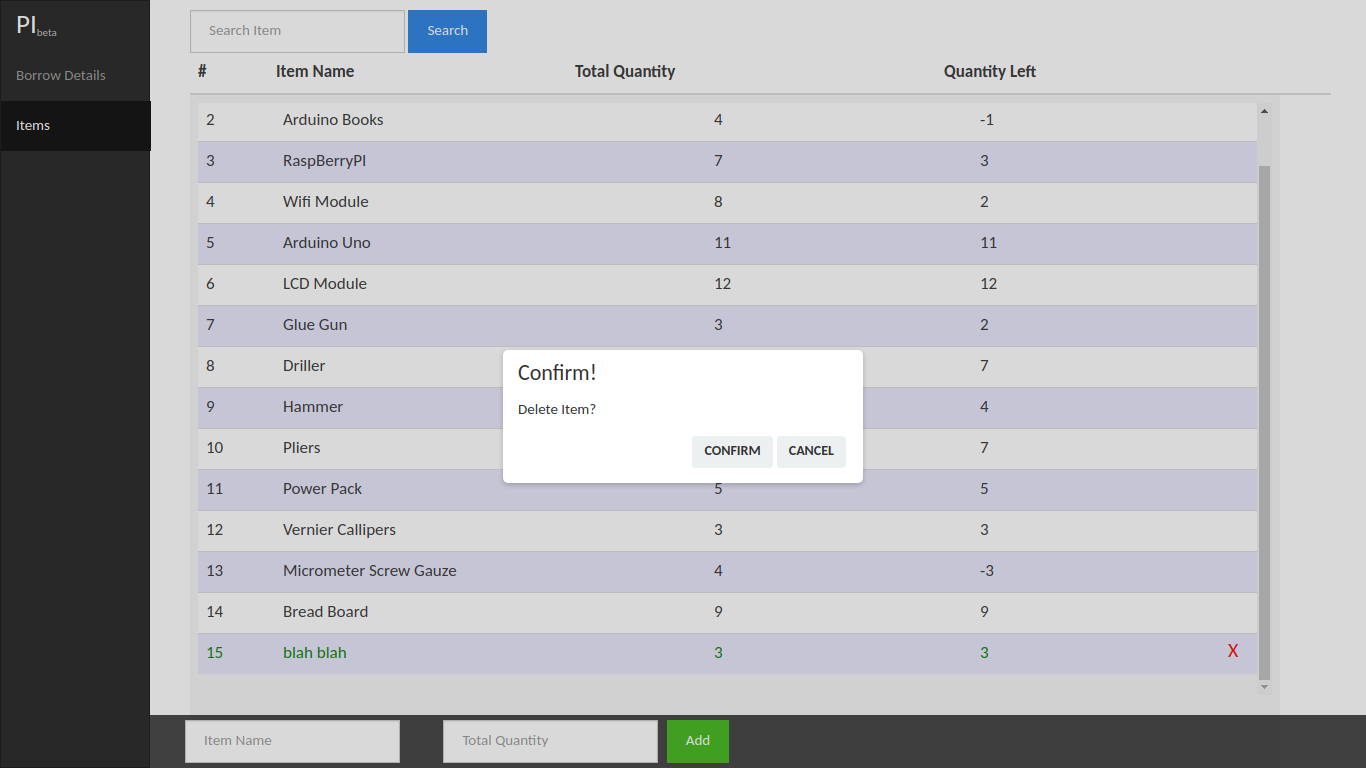 PIbeta
Borrow Details
Items
Search Item Search
# Item Name Total Quantity Quantity Left
2 Arduino Books 4 -1
3 RaspBerryPI 7 3
4 Wifi Module 8 2
5 Arduino Uno 11 11
6 LCD Module 12 12
7 Glue Gun 3 2
8 Driller 7
9 Hammer 4
10 Pliers 7
11 Power Pack 5 5
12 Vernier Callipers 3 3
13 Micrometer Screw Gauze 4 -3
14 Bread Board 9 9
15 blah blah 3 3 X
Confirm!
Delete Item?
CONFIRM CANCEL
Item Name Total Quantity Add